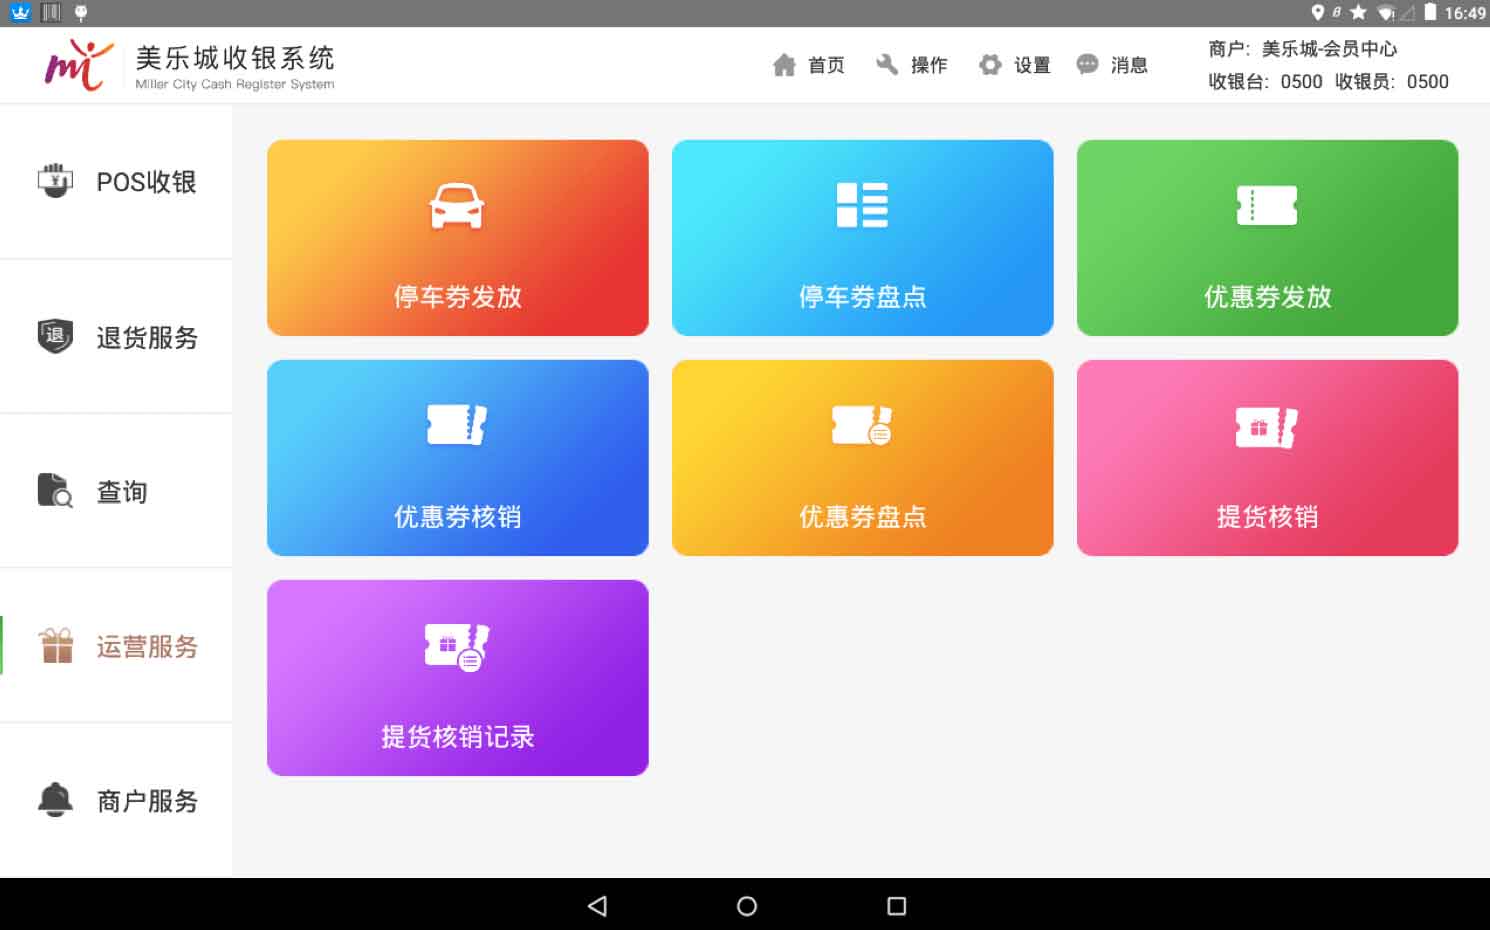 16:49
美乐城收银系统
Miller City Cash Register System
首页
操作
设置
消息
商户: 美乐城-会员中心
收银台: 0500 收银员: 0500
POS收银
退
退货服务
查询
运营服务
商户服务
停车券发放
停车券盘点
优惠券发放
优惠券核销
优惠券盘点
提货核销
提货核销记录